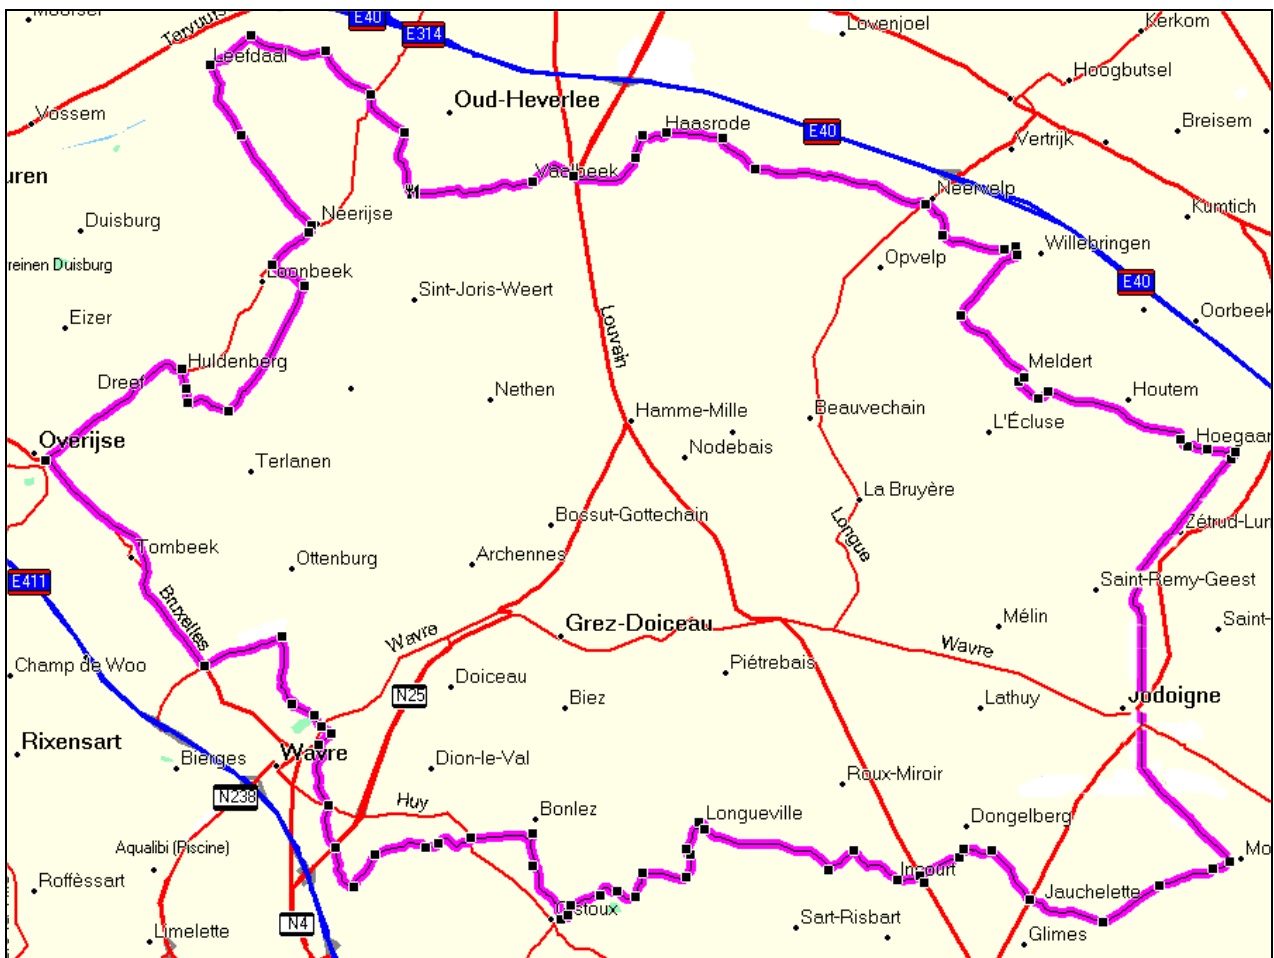 Moorsel
Tervuurs
E40
E314
Lovenjoel
Kerkom
Leefdaal
Hoogbutsel
Vossem
Oud-Heverlee
Haasrode
E40
Vertrijk
Breisem
uren
Vaalbeek
Neervelp
Kumtich
Duisburg
Neerijse
Willebringen
reinen Duisburg
Loonbeek
Opvelp
E40
Sint-Joris-Weert
Eizer
Louvain
Oorbeek
Huldenberg
Meldert
Dreef
Nethen
Houtem
Hamme-Mille
Beauvechain
L'Écluse
Overijse
Nodebais
Hoegaar
Terlanen
La Bruyère
Bossut-Gottechain
Longue
Zétrud-Lur
Tombeek
Ottenburg
Archennes
E411
Saint-Remy-Geest
Bruxelles
Grez-Doiceau
Mélin
Saint-
Wavre
Wavre
Champ de Woo
Piétrebais
Doiceau
N25
Biez
Lathuy
Jodoigne
Rixensart
Bierges
Wavre
Dion-le-Val
Roux-Miroir
N238
Huy
Bonlez
Longueville
Dongelberg
Aqualibi (Piscine)
Mo
Incourt
Roffèssart
Jauchelette
N4
Sart-Risbart
Limelette
Glimes